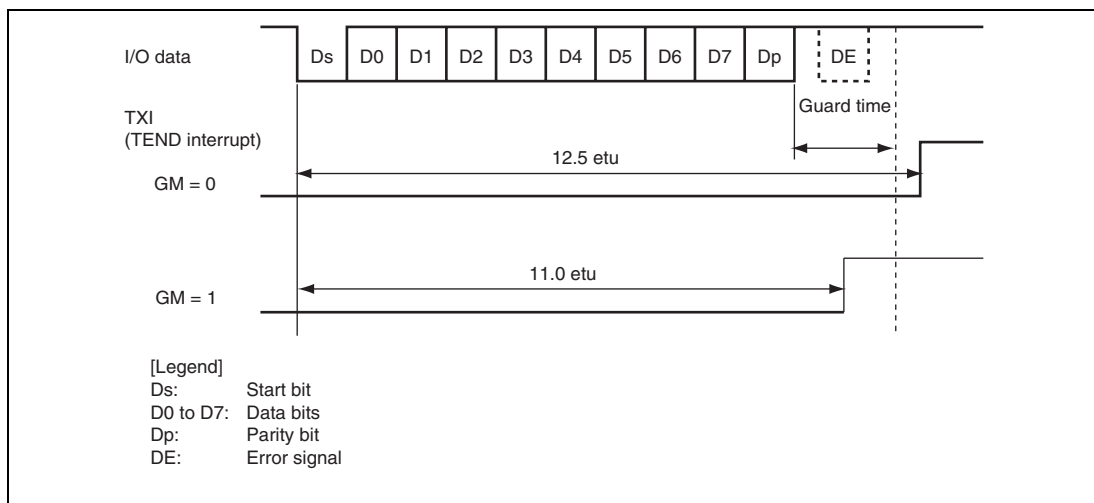 I/O data
Ds D0 D1 D2 D3 D4 D5 D6 D7 Dp DE
Guard time
TXI
(TEND interrupt)
12.5 etu
GM = 0
11.0 etu
GM = 1
[Legend]
Ds: Start bit
D0 to D7: Data bits
Dp: Parity bit
DE: Error signal